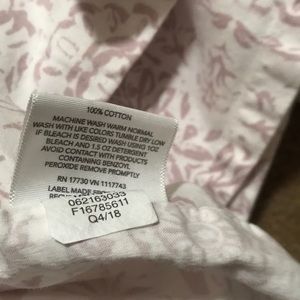 100% COTTON
MACHINE WASH WARM NORMAL
WASH WITH LIKE COLORS TUMBLE DRY LOW
IF BLEACH IS DESIRED WASH USING 1OZ
BLEACH AND 1.5 OZ DETERGENT
AVOID CONTACT WITH PRODUCTS
CONTAINING BENZOYL
PEROXIDE REMOVE PROMPTLY
RN 17730 VN 1117743
LABEL MADE
062163033
F16785611
Q4/18